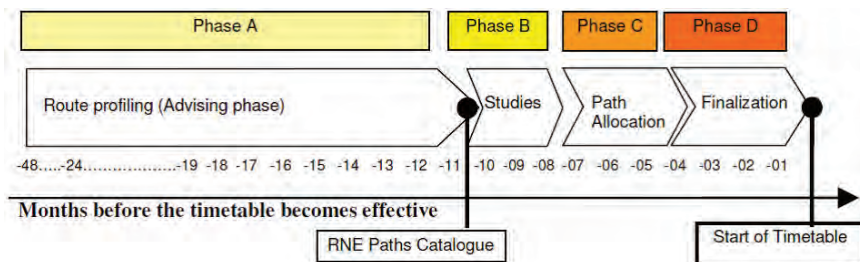 Phase A Phase B Phase C Phase D
Route profiling (Advising phase) Studies Path Allocation Finalization
-48.....-24..................-19 -18 -17 -16 -15 -14 -13 -12 -11 -10 -09 -08 -07 -06 -05 -04 -03 -02 -01
Months before the timetable becomes effective
RNE Paths Catalogue Start of Timetable